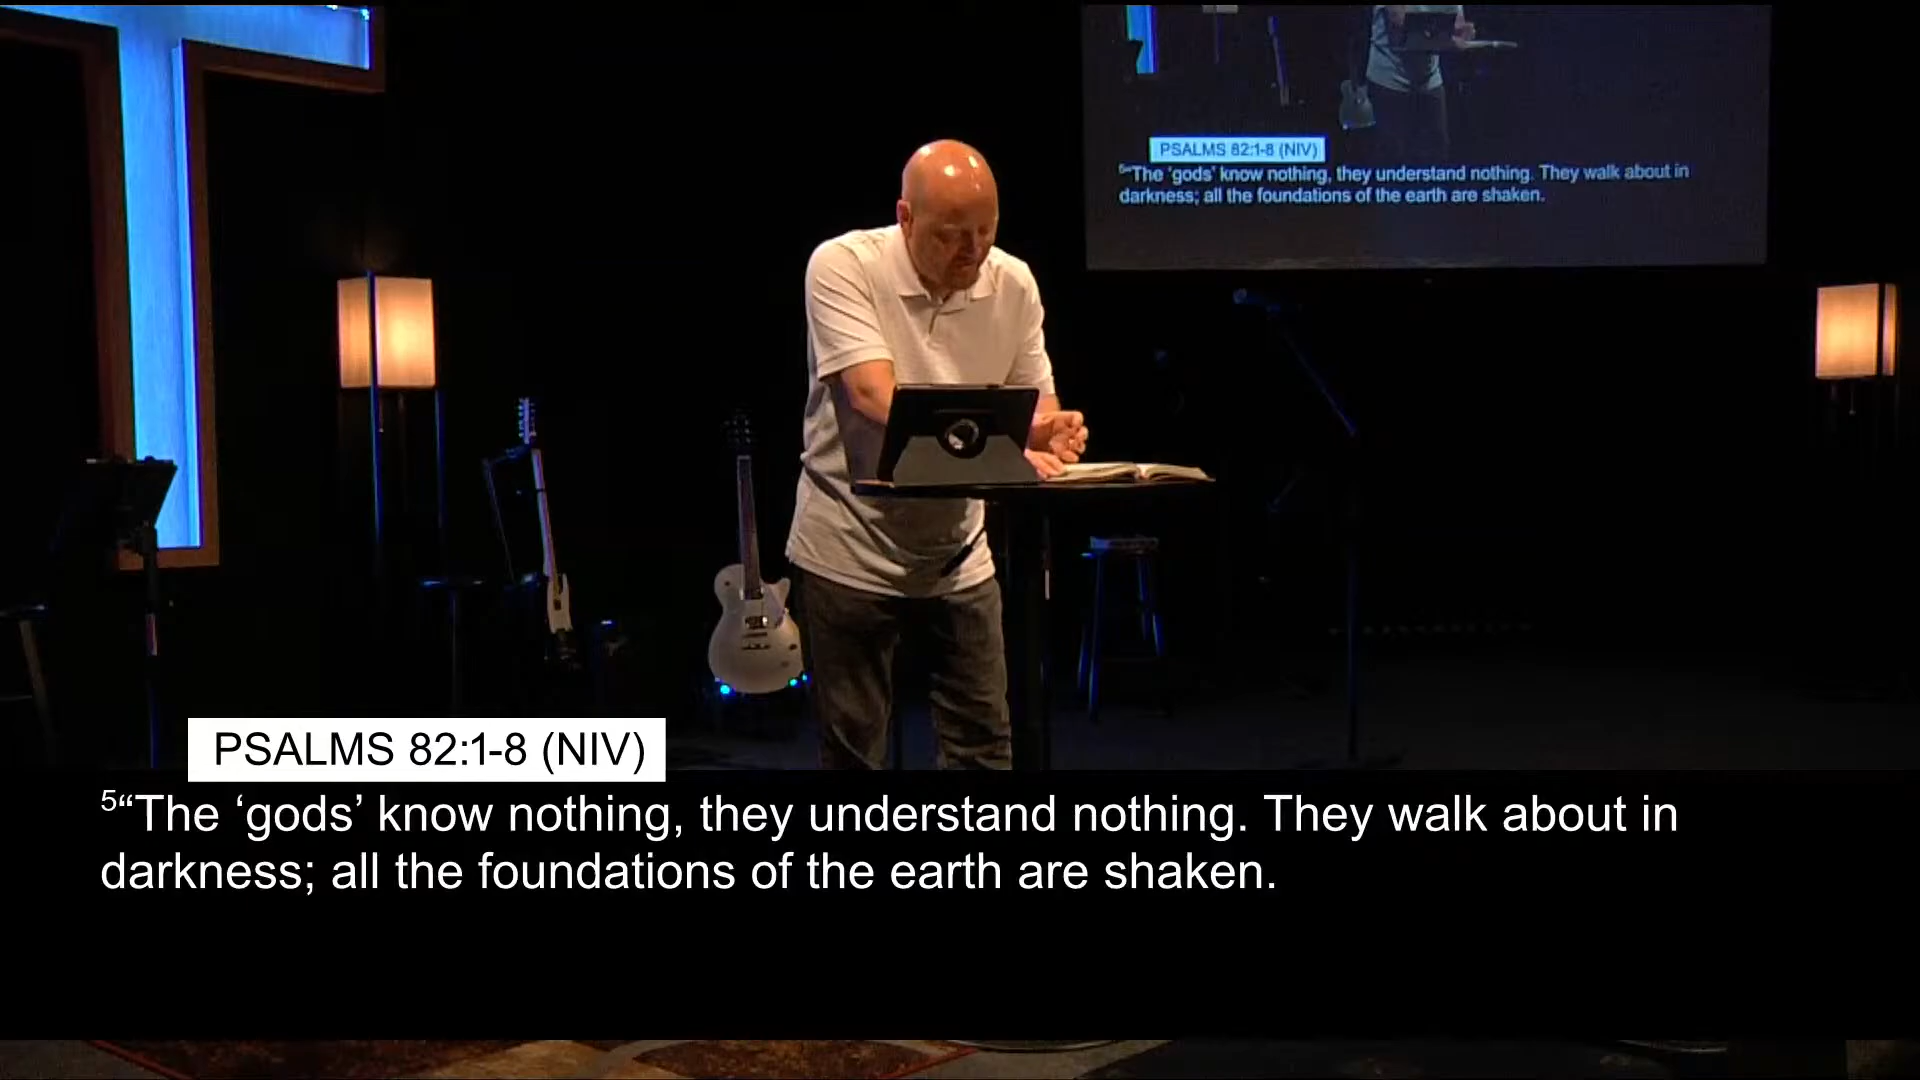 PSALMS 82:1-8 (NIV)
5“The ‘gods’ know nothing, they understand nothing. They walk about in
darkness; all the foundations of the earth are shaken.
PSALMS 82:1-8 (NIV)
5“The ‘gods’ know nothing, they understand nothing. They walk about in
darkness; all the foundations of the earth are shaken.